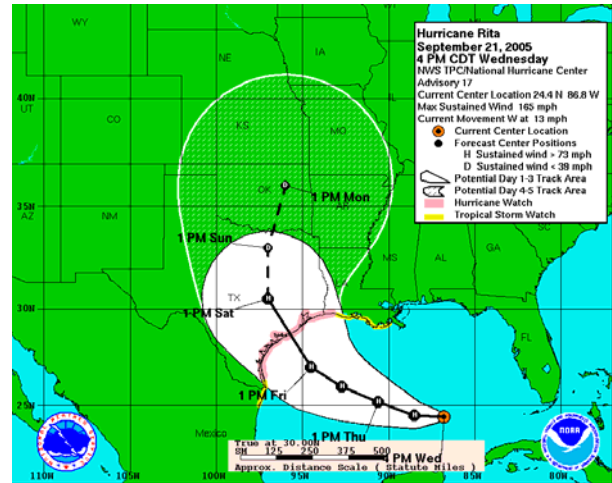 Hurricane Rita
September 21, 2005
4 PM CDT Wednesday
NWS TPC/National Hurricane Center
Advisory 17
Current Center Location 24.4 N 86.8 W
Max Sustained Wind 165 mph
Current Movement W at 13 mph
Current Center Location
Forecast Center Positions
H Sustained wind > 73 mph
D Sustained wind < 39 mph
Potential Day 1-3 Track Area
Potential Day 4-5 Track Area
Hurricane Watch
Tropical Storm Watch
WY
NE
IA
UT
CO
KS
MO
40N
35N
30N
25N
AZ
NM
OK
AR
TX
MS
AL
GA
SC
FL
LA
Mexico
D
D
H
H
H
H
H
1 PM Mon
1 PM Sun
1 PM Sat
1 PM Fri
1 PM Thu
4 PM Wed
True at 30.00N
SM 125 250 375 500
Approx. Distance Scale ( Statute Miles )
NOAA
110W
105W
100W
95W
90W
85W
80W